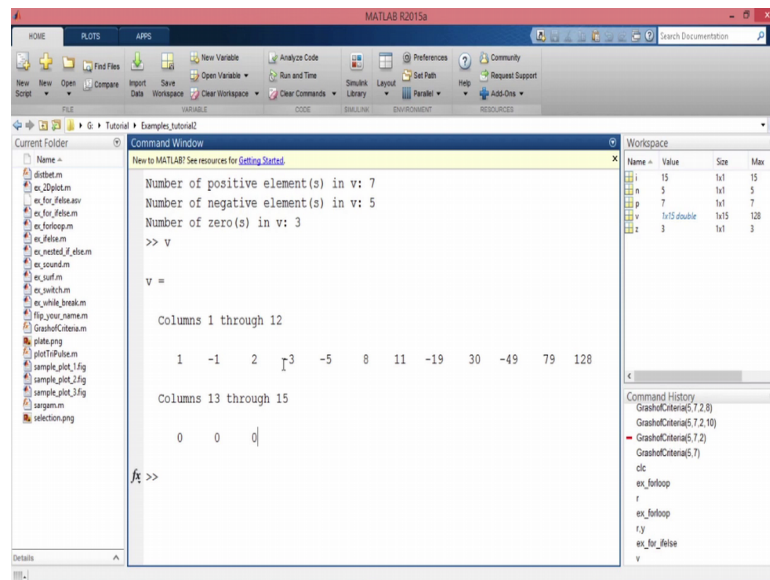 MATLAB R2015a
HOME PLOTS APPS
Search Documentation
New Script
New
Open
Find Files
Compare
Import Data
Save Workspace
New Variable
Open Variable
Clear Workspace
Analyze Code
Run and Time
Clear Commands
Simulink Library
Layout
Preferences
Set Path
Parallel
Help
Community
Request Support
Add-Ons
FILE VARIABLE CODE SIMULINK ENVIRONMENT RESOURCES
G: Tutorial Examples_tutorial2
Current Folder
Name
distbet.m
ex_2Dplot.m
ex_for_ifelse.asv
ex_for_ifelse.m
ex_forloop.m
ex_ifelse.m
ex_nested_if_else.m
ex_sound.m
ex_surf.m
ex_switch.m
ex_while_break.m
flip_your_name.m
GrashofCriteria.m
plate.png
plotTriPulse.m
sample_plot_1.fig
sample_plot_2.fig
sample_plot_3.fig
sargam.m
selection.png
Details
Command Window
New to MATLAB? See resources for Getting Started. X
Number of positive element(s) in v: 7
Number of negative element(s) in v: 5
Number of zero(s) in v: 3
>> v
v =
Columns 1 through 12
1 -1 2 -3 -5 8 11 -19 30 -49 79 128
Columns 13 through 15
0 0 0
fx >>
Workspace
Name Value Size Max
i 15 1x1 15
n 5 1x1 5
p 7 1x1 7
v 1x15 double 1x15 128
z 3 1x1 3
Command History
GrashofCriteria(5,7,2,8)
GrashofCriteria(5,7,2,10)
GrashofCriteria(5,7,2)
GrashofCriteria(5,7)
clc
ex_forloop
r
ex_forloop
r,y
ex_for_ifelse
v